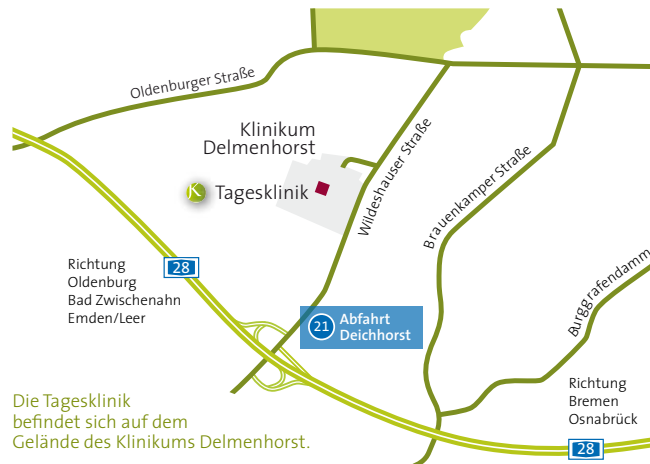 Oldenburger Straße
Klinikum
Delmenhorst
K Tagesklinik
Wildeshauser Straße
Brauenkamper Straße
Burggrafendamm
28
Richtung
Oldenburg
Bad Zwischenahn
Emden/Leer
21 Abfahrt
Deichhorst
Die Tagesklinik
befindet sich auf dem
Gelände des Klinikums Delmenhorst.
Richtung
Bremen
Osnabrück
28